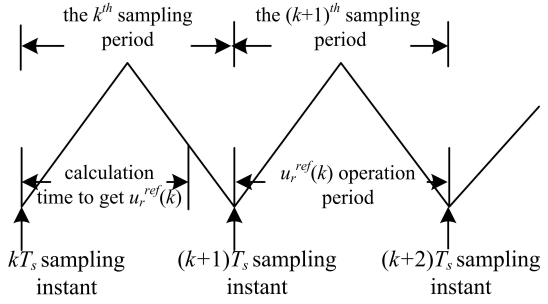 the k^th sampling period
the (k+1)^th sampling period
calculation time to get u_r^ref(k)
u_r^ref(k) operation period
kT_s sampling instant
(k+1)T_s sampling instant
(k+2)T_s sampling instant